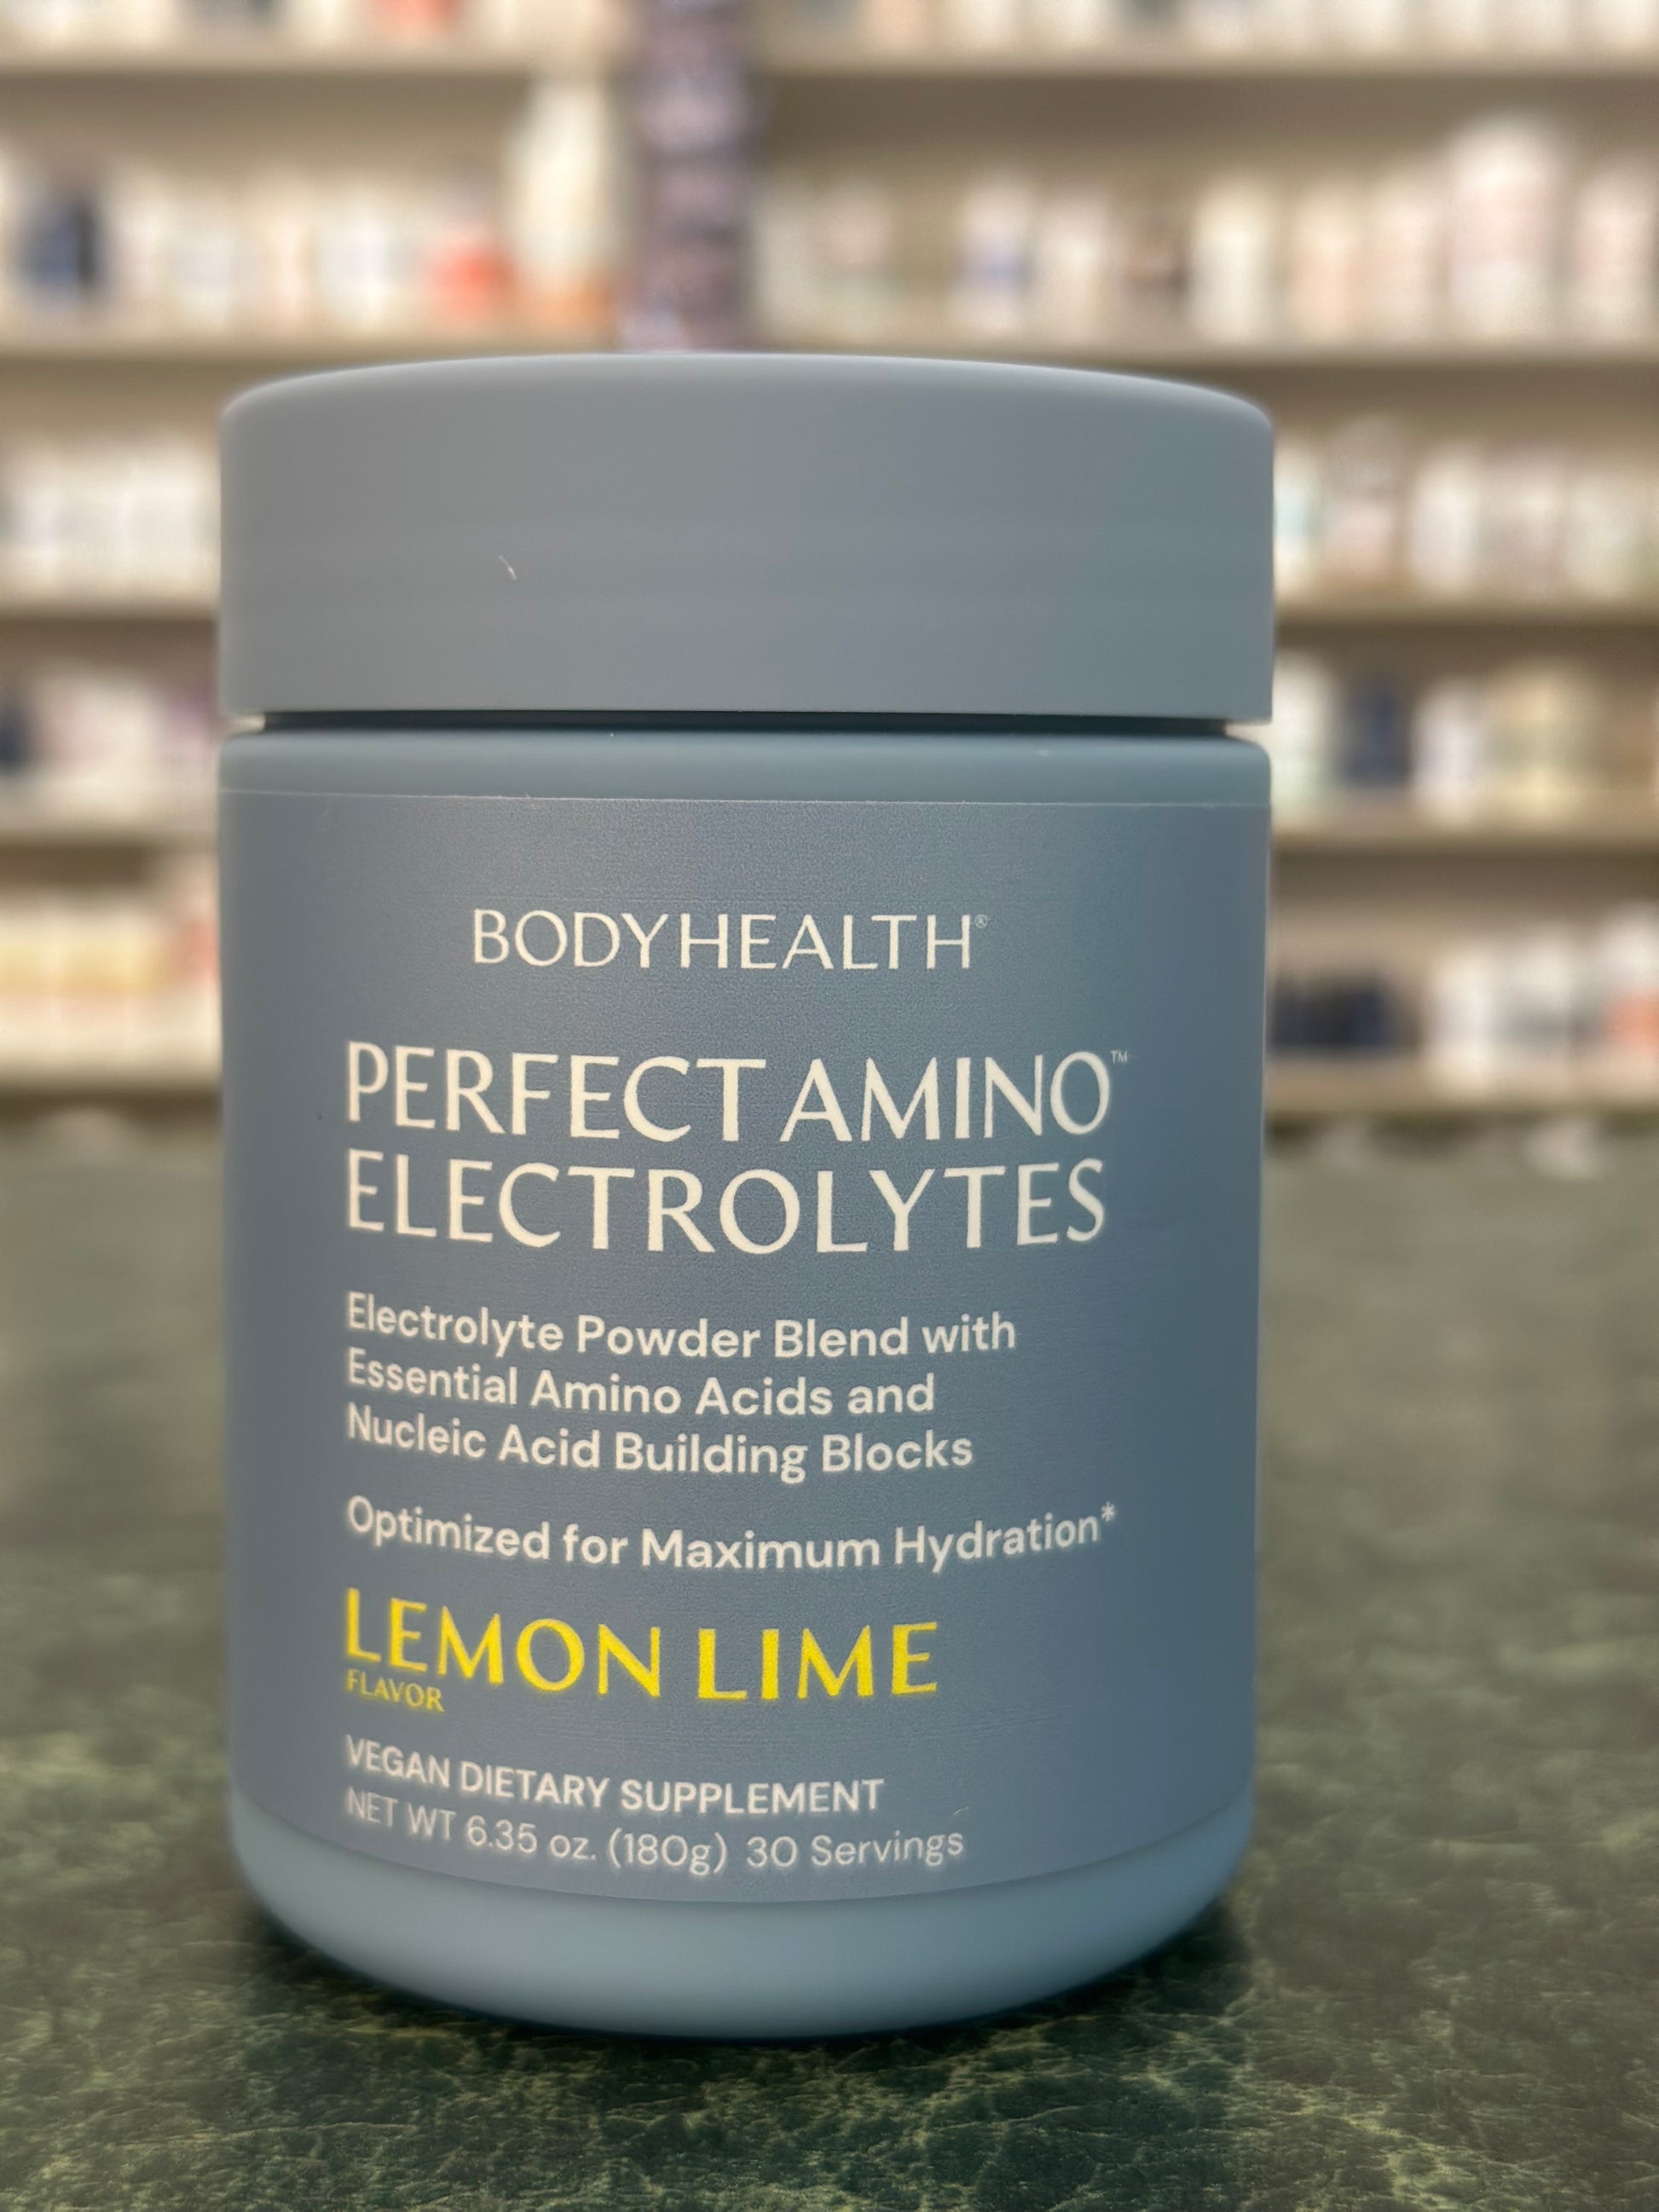 BODYHEALTH®
PERFECT AMINO™
ELECTROLYTES
Electrolyte Powder Blend with
Essential Amino Acids and
Nucleic Acid Building Blocks
Optimized for Maximum Hydration*
LEMON LIME
FLAVOR
VEGAN DIETARY SUPPLEMENT
NET WT 6.35 oz. (180g) 30 Servings